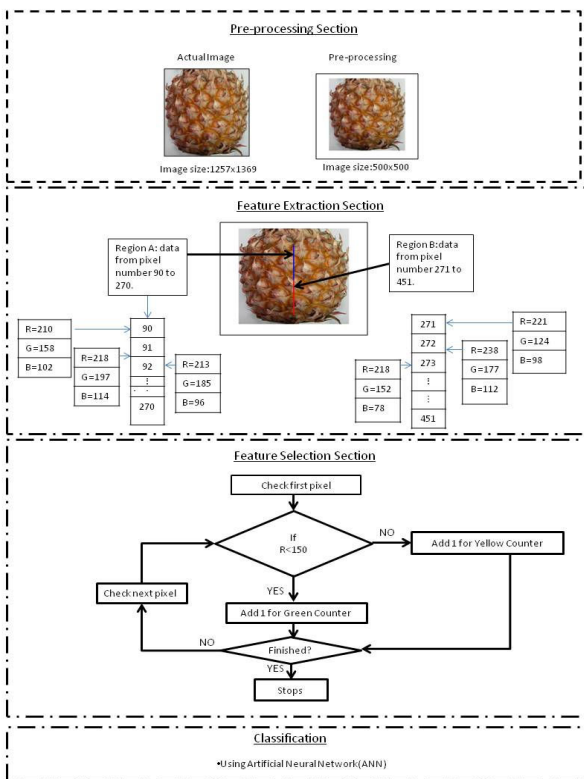 Pre-processing Section
Actual Image
Pre-processing
Image size:1257x1369
Image size:500x500
Feature Extraction Section
Region A: data
from pixel
number 90 to
270.
Region B:data
from pixel
number 271 to
451.
R=210
G=158
B=102
R=218
G=197
B=114
90
91
92
⋮
270
R=213
G=185
B=96
R=218
G=152
B=78
271
272
273
⋮
⋮
451
R=238
G=177
B=112
R=221
G=124
B=98
Feature Selection Section
Check first pixel
If
R<150
NO
Add 1 for Yellow Counter
YES
Check next pixel
Add 1 for Green Counter
NO
Finished?
YES
Stops
Classification
•Using Artificial Neural Network(ANN)